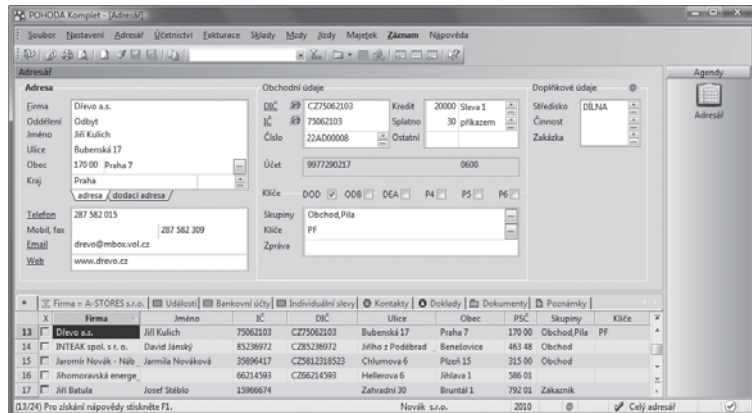 POHODA Komplet - [Adresář]
Soubor Nastavení Adresář Účetnictví Fakturace Sklady Mzdy Jízdy Majetek Záznam Nápověda
Adresář
Agendy
Adresář
Adresa
Firma Dřevo a.s.
Oddělení Odbyt
Jméno Jiří Kulich
Ulice Bubenská 17
Obec 170 00 Praha 7
Kraj Praha
adresa dodací adresa
Telefon 287 582 015
Mobil, fax 287 582 309
Email drevo@mbox.vol.cz
Web www.drevo.cz
Obchodní údaje
DIČ CZ75062103 Kredit 20000 Sleva 1
IČ 75062103 Splatno 30 příkazem
Číslo 22AD00008 Ostatní
Účet 9977290217 0600
Klíče DOD ODB DEA P4 P5 P6
Skupiny Obchod,Pila
Klíče PF
Zpráva
Doplňkové údaje @
Středisko DÍLNA
Činnost
Zakázka
* Firma = A-STORES s.r.o. Události Bankovní účty Individuální slevy Kontakty Doklady Dokumenty Poznámky
X Firma Jméno IČ DIČ Ulice Obec PSČ Skupiny Klíče
13 Dřevo a.s. Jiří Kulich 75062103 CZ75062103 Bubenská 17 Praha 7 170 00 Obchod,Pila PF
14 INTEAK spol. s r. o. David Jánský 85236972 CZ85236972 Jiřího z Poděbrad Benešovice 463 48 Obchod
15 Jaromír Novák - Náb Jarmila Nováková 35896417 CZ5812318523 Chlumova 6 Plzeň 15 315 00 Obchod
16 Jihomoravská energe 66214593 CZ66214593 Hellerova 6 Jihlava 1 586 01
17 Jiří Batula Josef Stéblo 15966674 Zahradní 30 Bruntál 1 792 01 Zákazník
(13/24) Pro získání nápovědy stiskněte F1. Novák s.r.o. 2010 @ Celý adresář